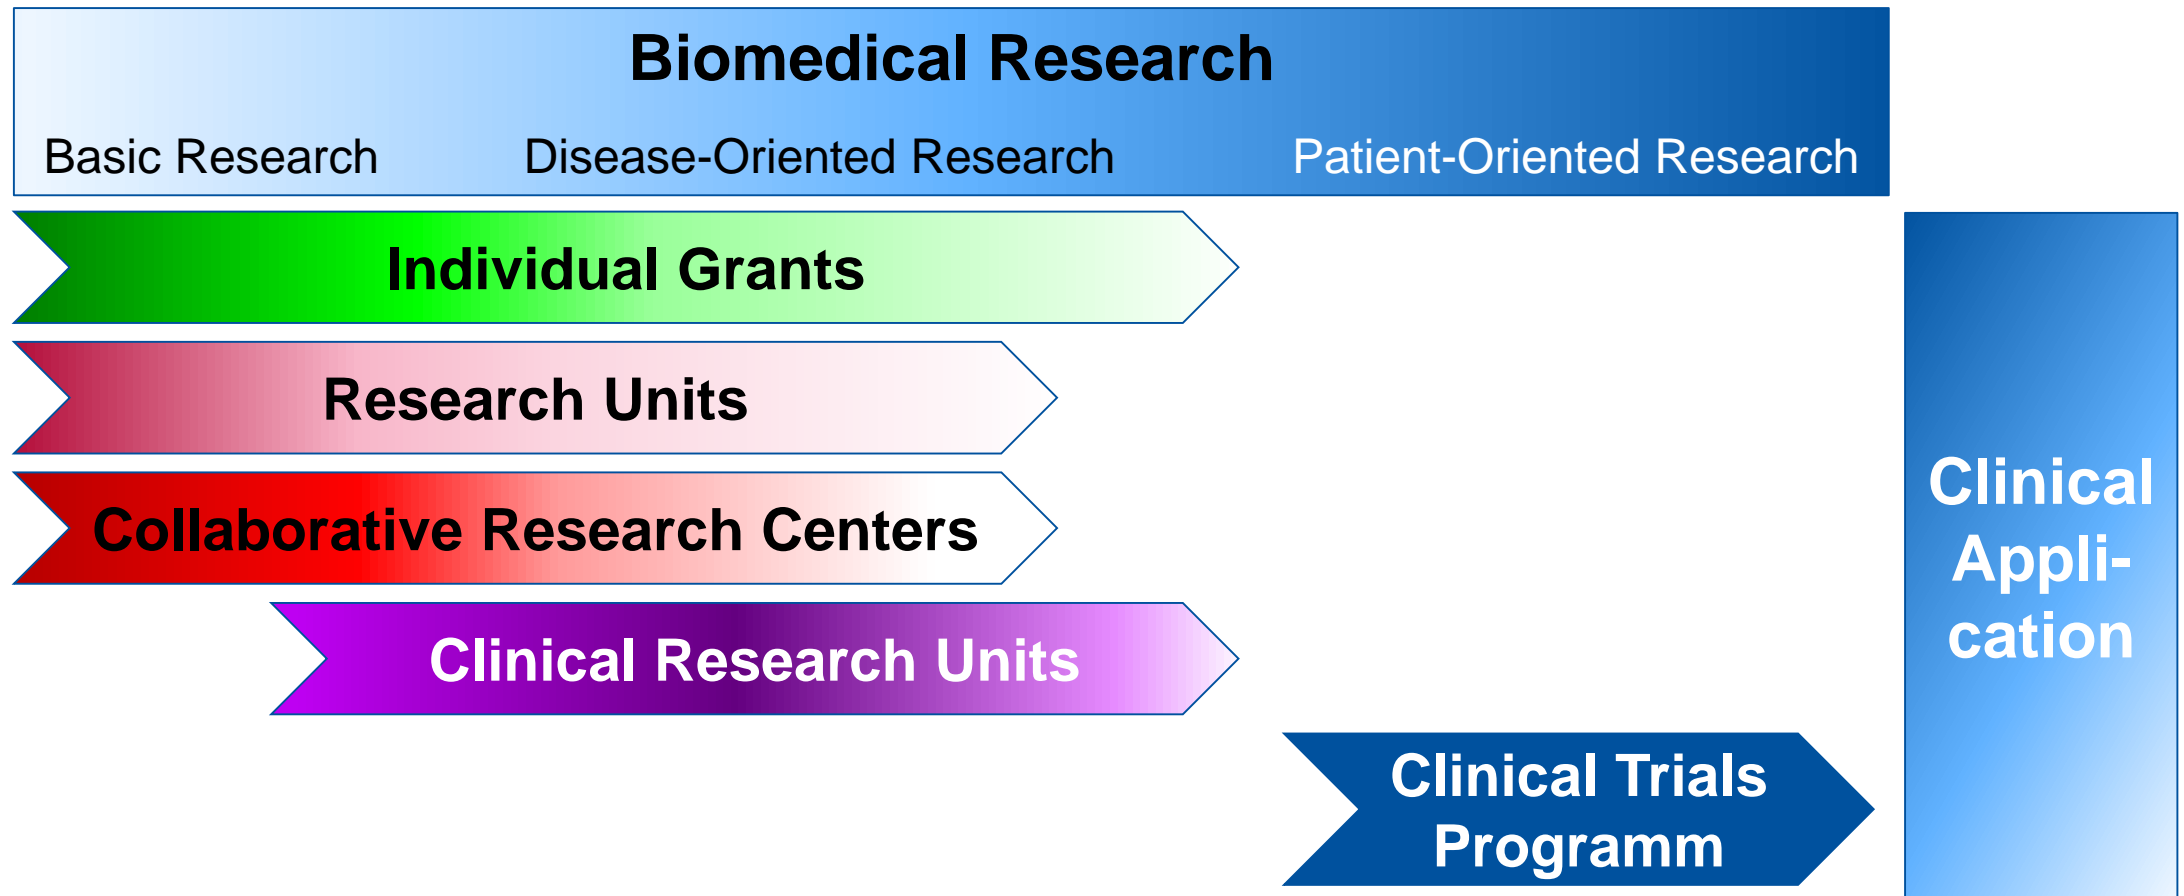 Biomedical Research
Basic Research
Disease-Oriented Research
Patient-Oriented Research
Individual Grants
Research Units
Collaborative Research Centers
Clinical Research Units
Clinical Trials
Programm
Clinical
Appli-
cation